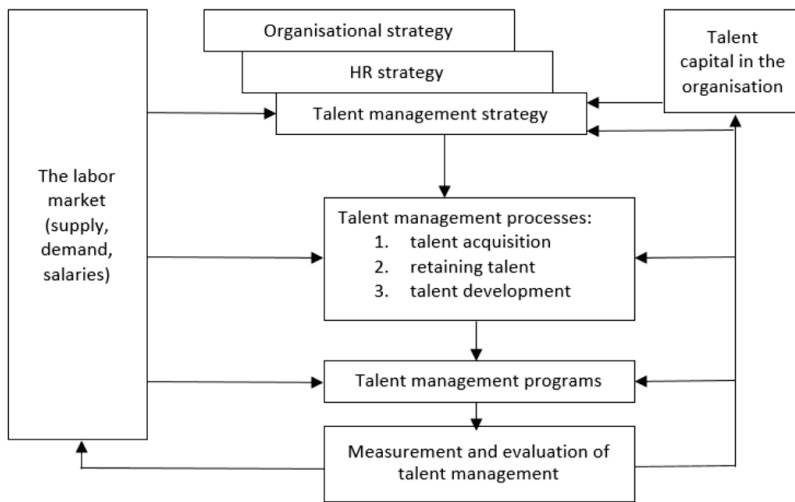 Organisational strategy
HR strategy
Talent management strategy
Talent
capital in the
organisation
The labor
market
(supply,
demand,
salaries)
Talent management processes:
1. talent acquisition
2. retaining talent
3. talent development
Talent management programs
Measurement and evaluation of
talent management